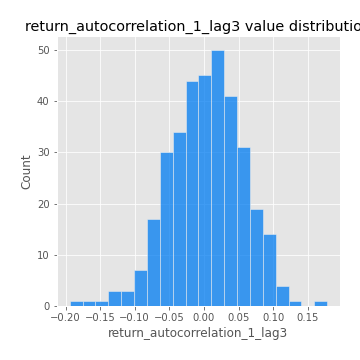 return_autocorrelation_1_lag3 value distributio
50
40
30
20
10
0
Count
−0.20 −0.15 −0.10 −0.05 0.00 0.05 0.10 0.15
return_autocorrelation_1_lag3